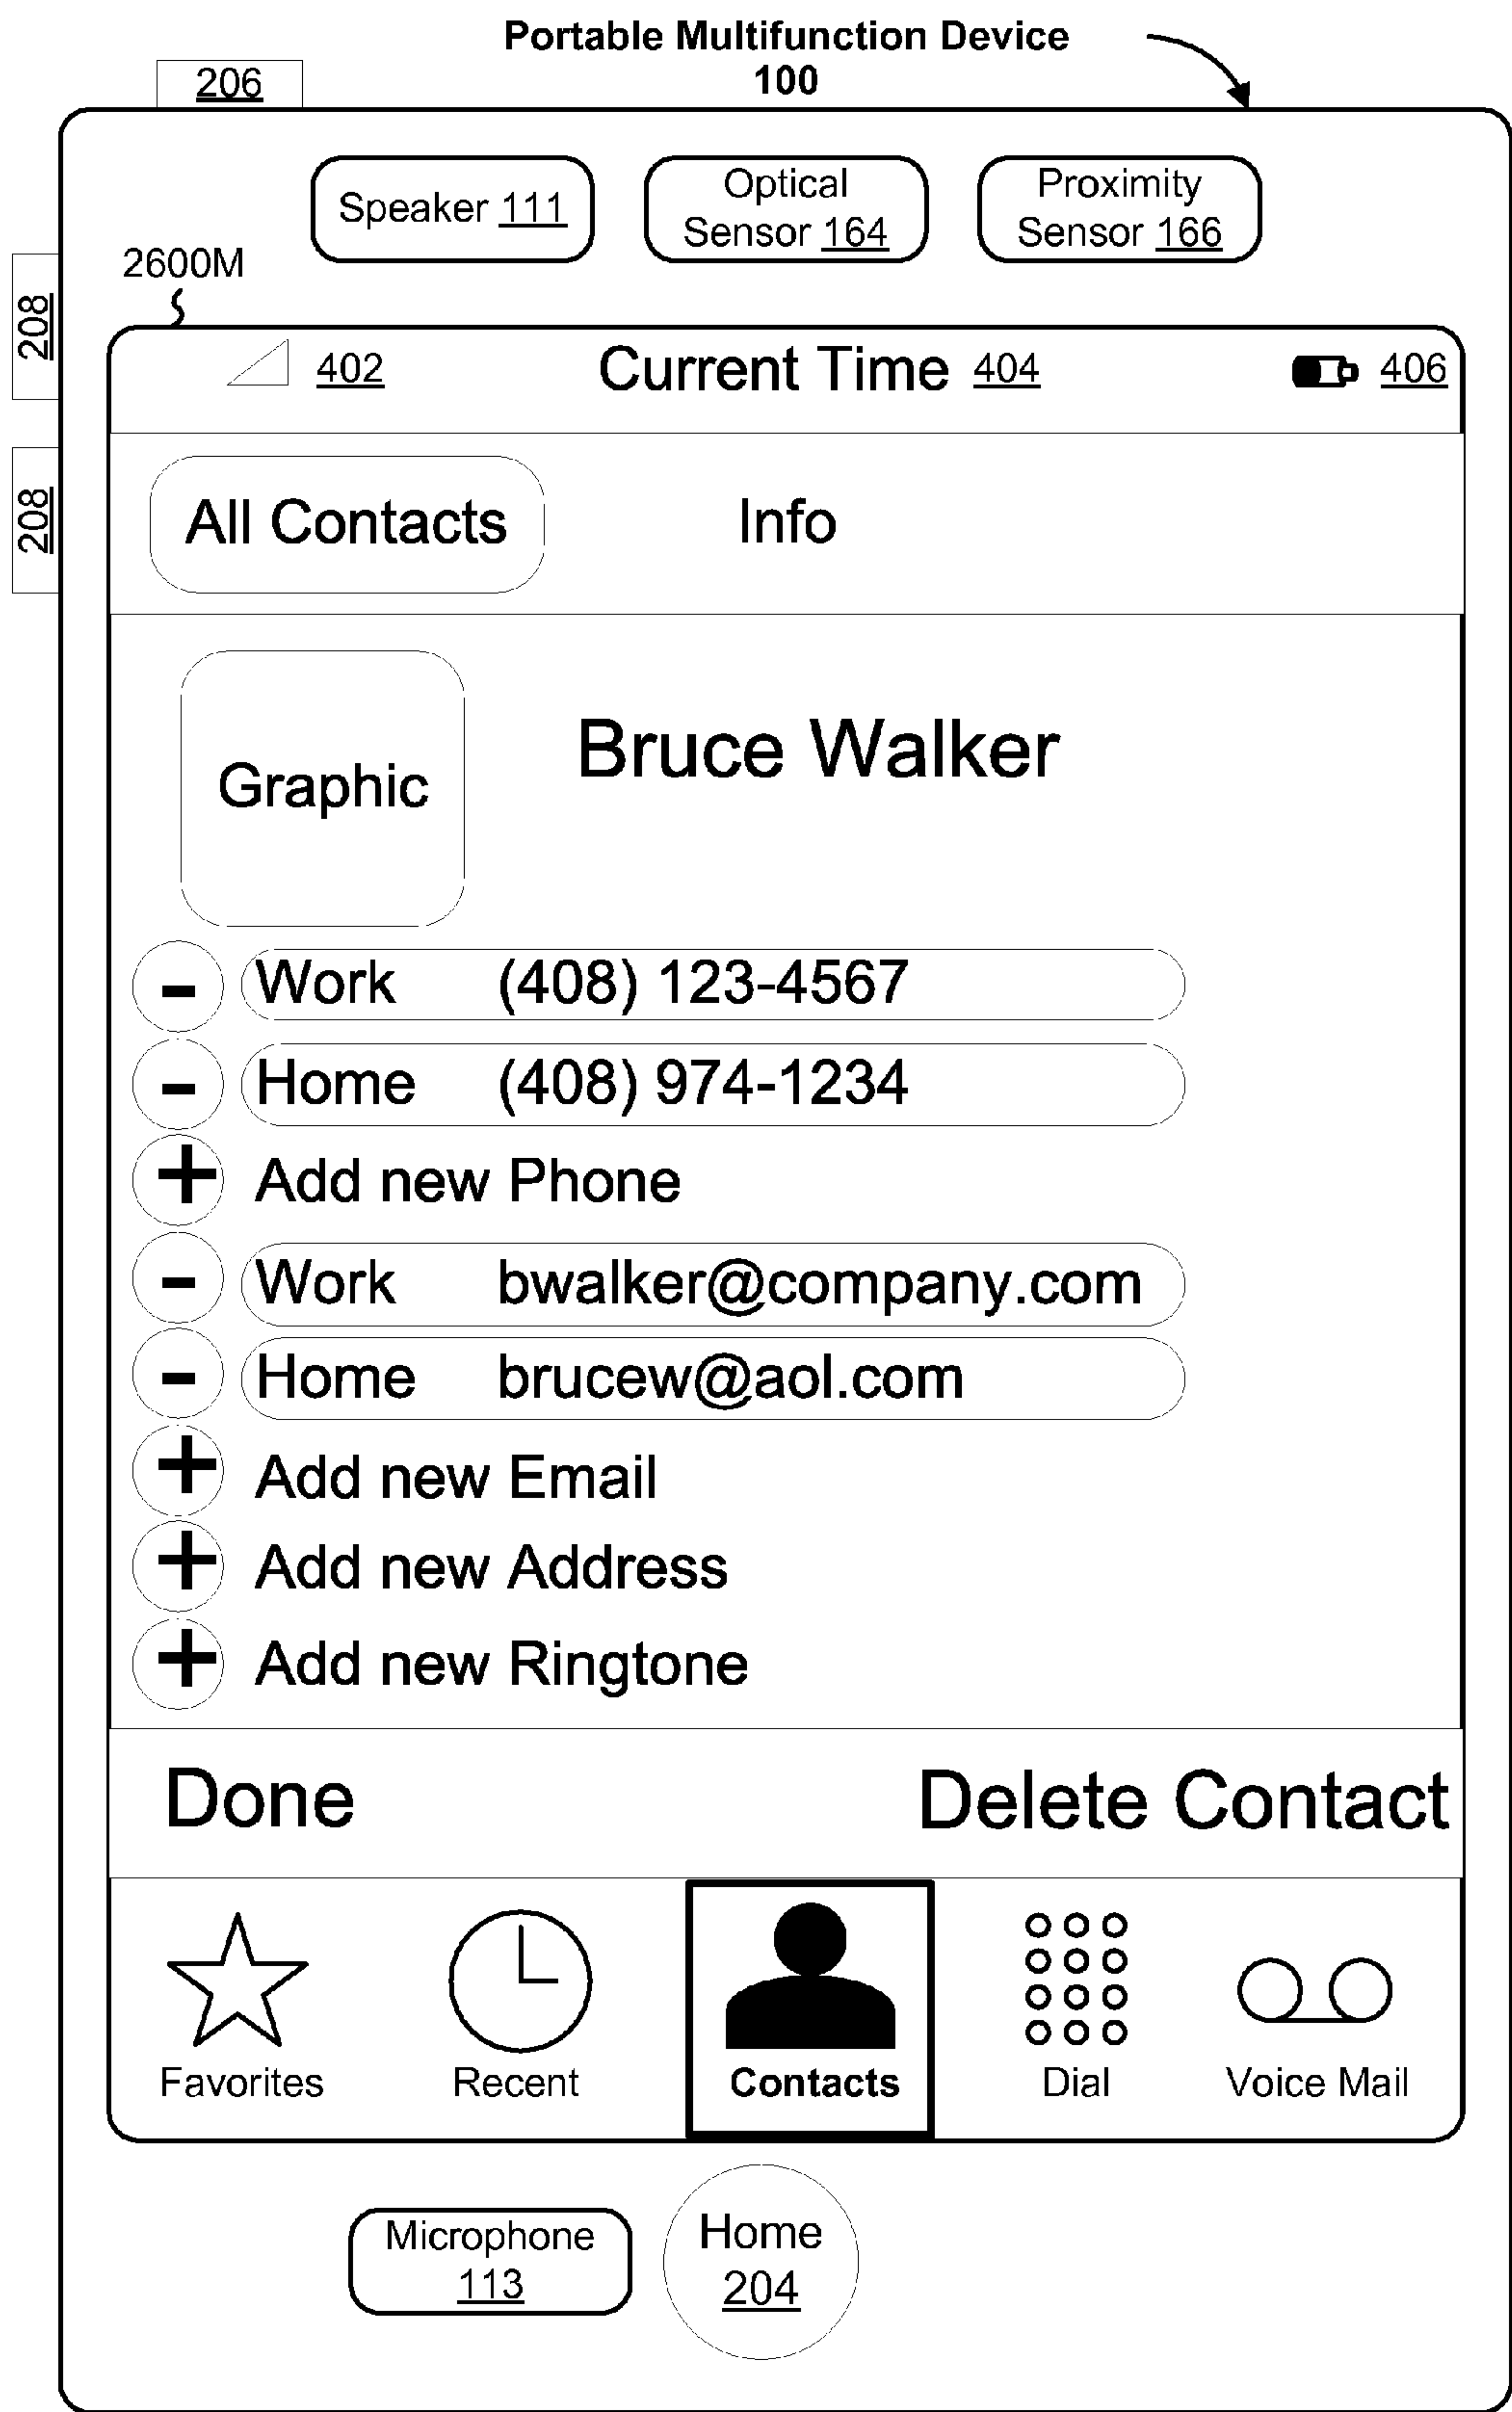 Portable Multifunction Device
100
206
Speaker 111
Optical
Sensor 164
Proximity
Sensor 166
2600M
208
208
402
Current Time 404
406
All Contacts
Info
Graphic
Bruce Walker
- Work (408) 123-4567
- Home (408) 974-1234
+ Add new Phone
- Work bwalker@company.com
- Home brucew@aol.com
+ Add new Email
+ Add new Address
+ Add new Ringtone
Done
Delete Contact
Favorites
Recent
Contacts
Dial
Voice Mail
Microphone
113
Home
204